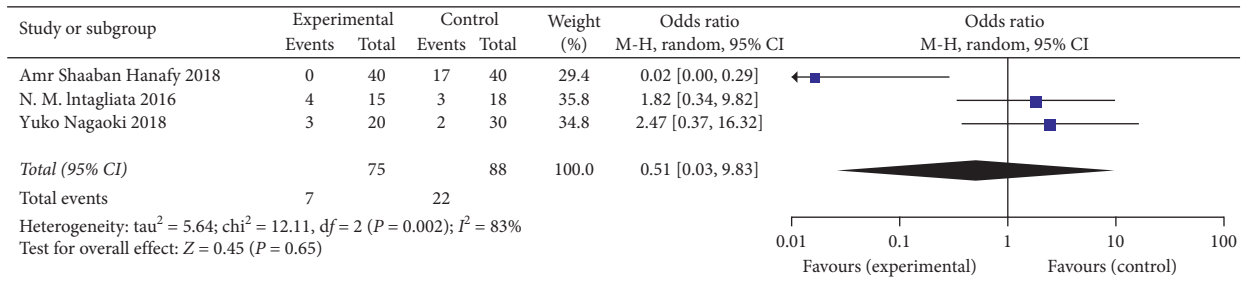 Study or subgroup Experimental Control Weight Odds ratio Odds ratio
Events Total Events Total (%) M-H, random, 95% CI M-H, random, 95% CI
Amr Shaaban Hanafy 2018 0 40 17 40 29.4 0.02 [0.00, 0.29]
N. M. lntagliata 2016 4 15 3 18 35.8 1.82 [0.34, 9.82]
Yuko Nagaoki 2018 3 20 2 30 34.8 2.47 [0.37, 16.32]
Total (95% CI) 75 88 100.0 0.51 [0.03, 9.83]
Total events 7 22
Heterogeneity: tau² = 5.64; chi² = 12.11, df = 2 (P = 0.002); I² = 83%
Test for overall effect: Z = 0.45 (P = 0.65)
0.01 0.1 1 10 100
Favours (experimental) Favours (control)